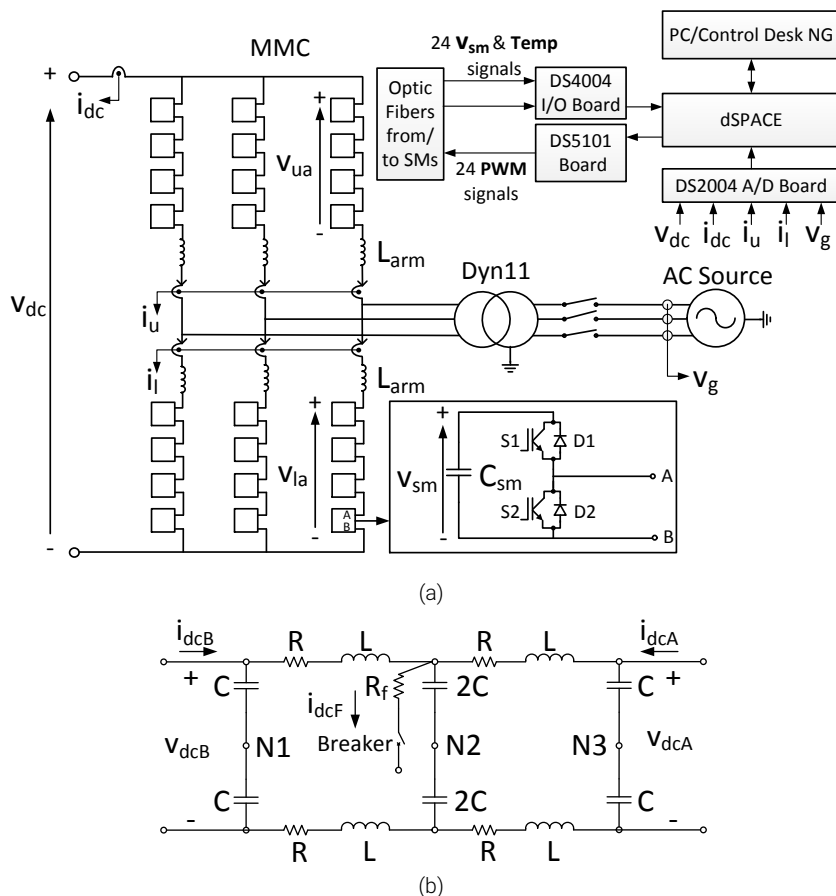 MMC
24 Vsm & Temp
signals
Optic
Fibers
from/
to SMs
DS4004
I/O Board
DS5101
Board
24 PWM
signals
PC/Control Desk NG
dSPACE
DS2004 A/D Board
vdc idc iu il vg
+
idc
+
vua
-
Larm
vdc
Dyn11
AC Source
iu
il
vg
Larm
+
vla
-
A
B
+
vsm
-
Csm
S1
D1
S2
D2
A
B
-
(a)
idcB
R
L
R
L
idcA
+
C
Rf
2C
C
+
idcF
vdcB
N1
Breaker
N2
N3
vdcA
C
2C
C
-
R
L
R
L
-
(b)